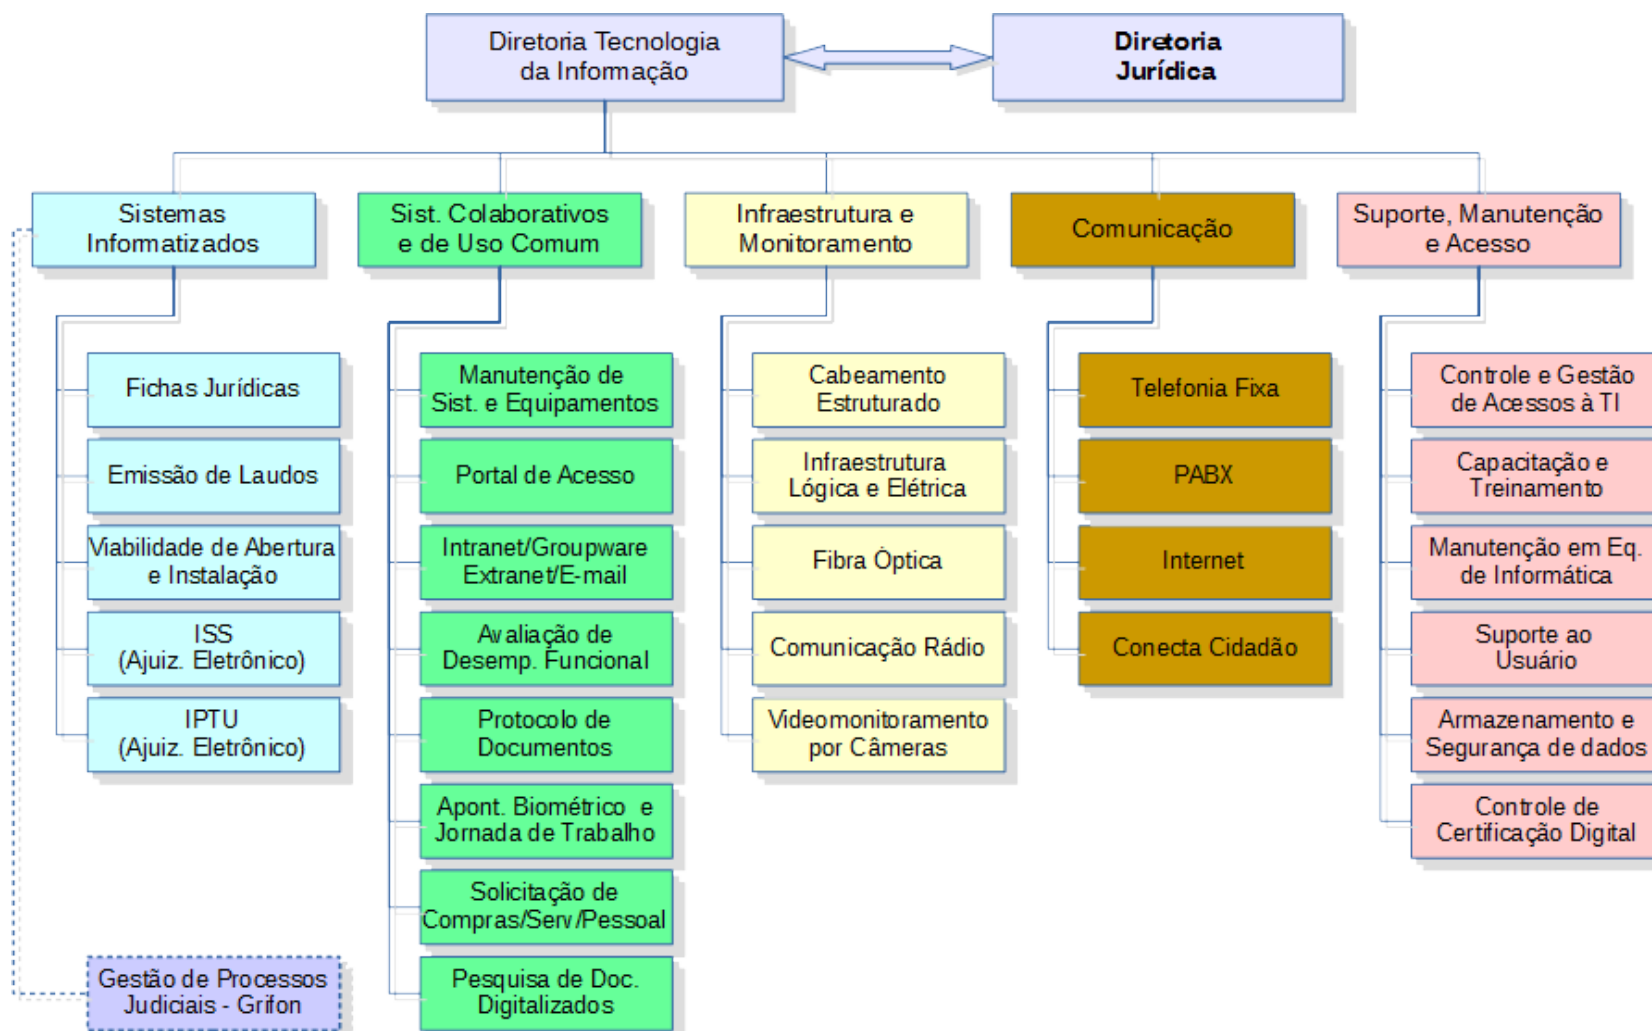 Diretoria Tecnologia
da Informação
Diretoria
Jurídica
Sistemas
Informatizados
Sist. Colaborativos
e de Uso Comum
Infraestrutura e
Monitoramento
Comunicação
Suporte, Manutenção
e Acesso
Fichas Jurídicas
Emissão de Laudos
Viabilidade de Abertura
e Instalação
ISS
(Ajuiz. Eletrônico)
IPTU
(Ajuiz. Eletrônico)
Gestão de Processos
Judiciais - Grifon
Manutenção de
Sist. e Equipamentos
Portal de Acesso
Intranet/Groupware
Extranet/E-mail
Avaliação de
Desemp. Funcional
Protocolo de
Documentos
Apont. Biométrico e
Jornada de Trabalho
Solicitação de
Compras/Serv/Pessoal
Pesquisa de Doc.
Digitalizados
Cabeamento
Estruturado
Infraestrutura
Lógica e Elétrica
Fibra Óptica
Comunicação Rádio
Videomonitoramento
por Câmeras
Telefonia Fixa
PABX
Internet
Conecta Cidadão
Controle e Gestão
de Acessos à TI
Capacitação e
Treinamento
Manutenção em Eq.
de Informática
Suporte ao
Usuário
Armazenamento e
Segurança de dados
Controle de
Certificação Digital